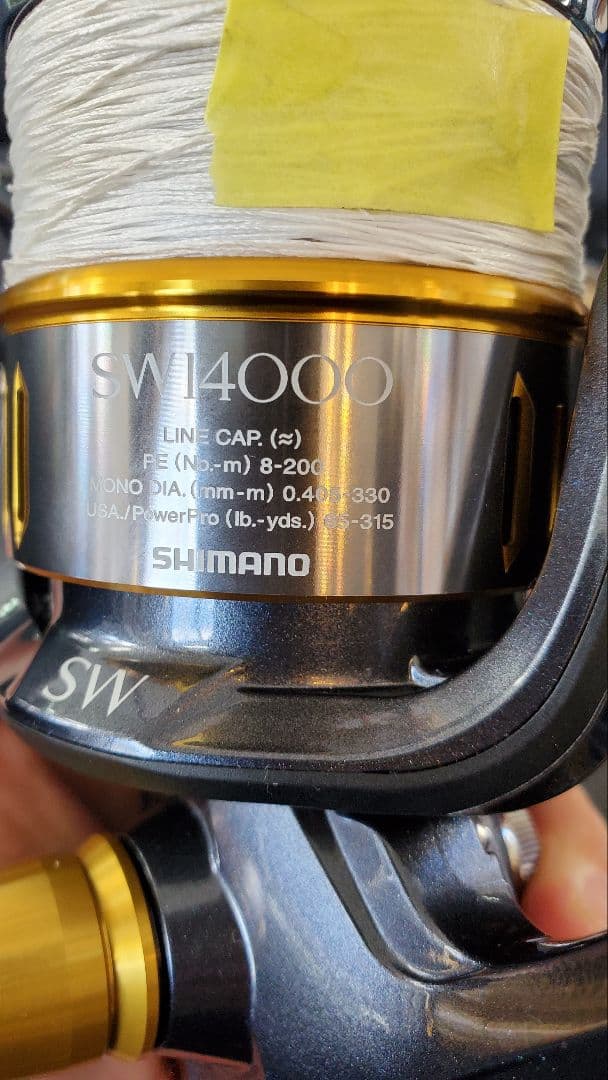 SW14000
LINE CAP. (≈)
PE (No.-m) 8-200
MONO DIA. (mm-m) 0.405-330
USA./PowerPro (lb.-yds.) 65-315
SHIMANO
SW